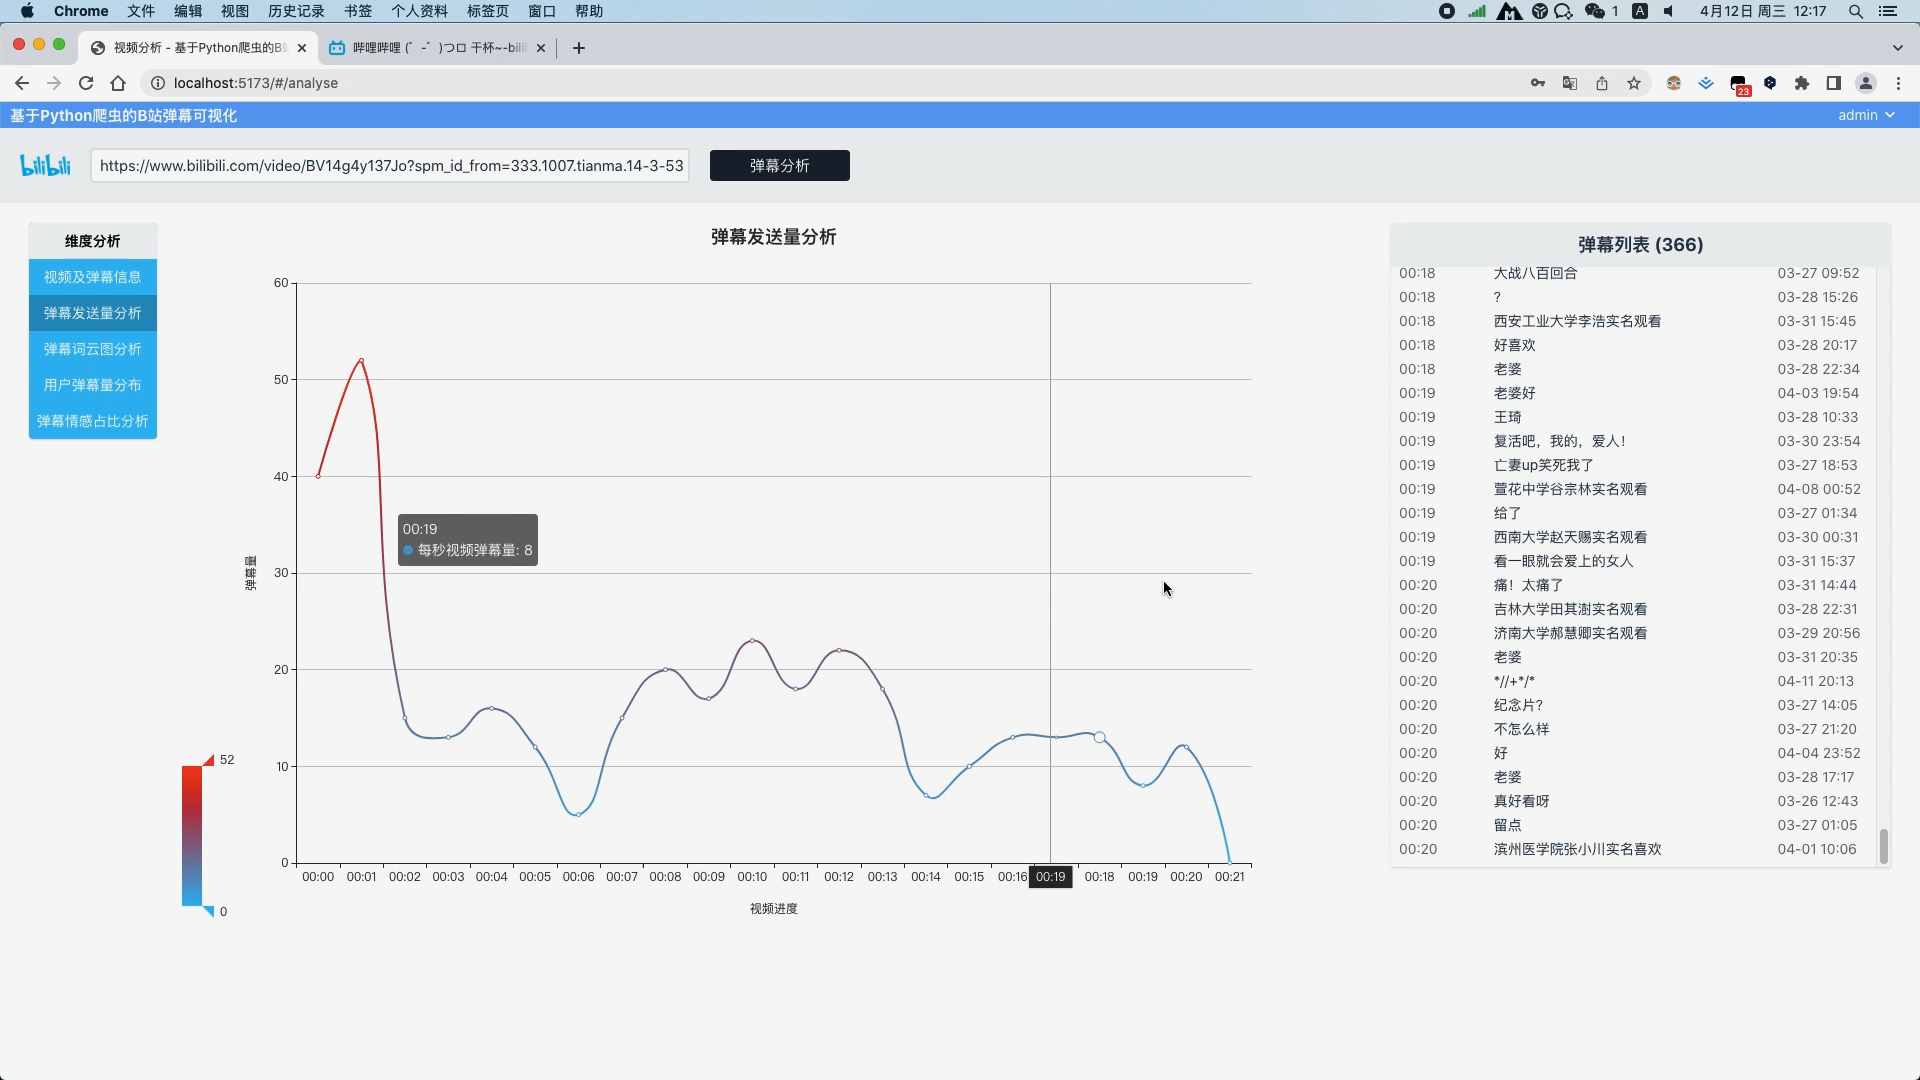 Chrome 文件 编辑 视图 历史记录 书签 个人资料 标签页 窗口 帮助 1 A 4月12日 周三 12:17
视频分析 - 基于Python爬虫的B站
哔哩哔哩 (゜-゜)つロ 干杯~-bili
localhost:5173/#/analyse
23
基于Python爬虫的B站弹幕可视化
admin
bilibili
https://www.bilibili.com/video/BV14g4y137Jo?spm_id_from=333.1007.tianma.14-3-53
弹幕分析
维度分析
视频及弹幕信息
弹幕发送量分析
弹幕词云图分析
用户弹幕量分布
弹幕情感占比分析
弹幕发送量分析
60
50
40
30
20
10
0
弹幕量
00:19
每秒视频弹幕量: 8
52
0
00:00 00:01 00:02 00:03 00:04 00:05 00:06 00:07 00:08 00:09 00:10 00:11 00:12 00:13 00:14 00:15 00:16 00:19 00:18 00:19 00:20 00:21
视频进度
弹幕列表 (366)
00:18 大战八百回合 03-27 09:52
00:18 ? 03-28 15:26
00:18 西安工业大学李浩实名观看 03-31 15:45
00:18 好喜欢 03-28 20:17
00:18 老婆 03-28 22:34
00:19 老婆好 04-03 19:54
00:19 王琦 03-28 10:33
00:19 复活吧，我的，爱人！ 03-30 23:54
00:19 亡妻up笑死我了 03-27 18:53
00:19 萱花中学谷宗林实名观看 04-08 00:52
00:19 给了 03-27 01:34
00:19 西南大学赵天赐实名观看 03-30 00:31
00:19 看一眼就会爱上的女人 03-31 15:37
00:20 痛！太痛了 03-31 14:44
00:20 吉林大学田其澍实名观看 03-28 22:31
00:20 济南大学郝慧卿实名观看 03-29 20:56
00:20 老婆 03-31 20:35
00:20 *//+*/* 04-11 20:13
00:20 纪念片？ 03-27 14:05
00:20 不怎么样 03-27 21:20
00:20 好 04-04 23:52
00:20 老婆 03-28 17:17
00:20 真好看呀 03-26 12:43
00:20 留点 03-27 01:05
00:20 滨州医学院张小川实名喜欢 04-01 10:06